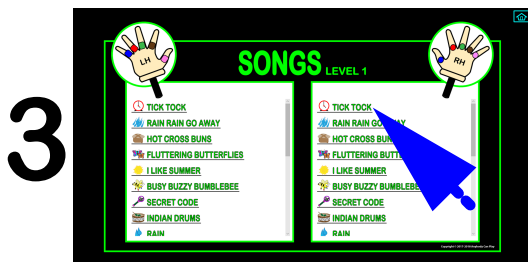 3
LH
RH
SONGS LEVEL 1
TICK TOCK
RAIN RAIN GO AWAY
HOT CROSS BUNS
FLUTTERING BUTTERFLIES
I LIKE SUMMER
BUSY BUZZY BUMBLEBEE
SECRET CODE
INDIAN DRUMS
RAIN
TICK TOCK
RAIN RAIN GO AWAY
HOT CROSS BUNS
FLUTTERING
I LIKE SUMMER
BUSY BUZZY BUMBLEBEE
SECRET CODE
INDIAN DRUMS
RAIN